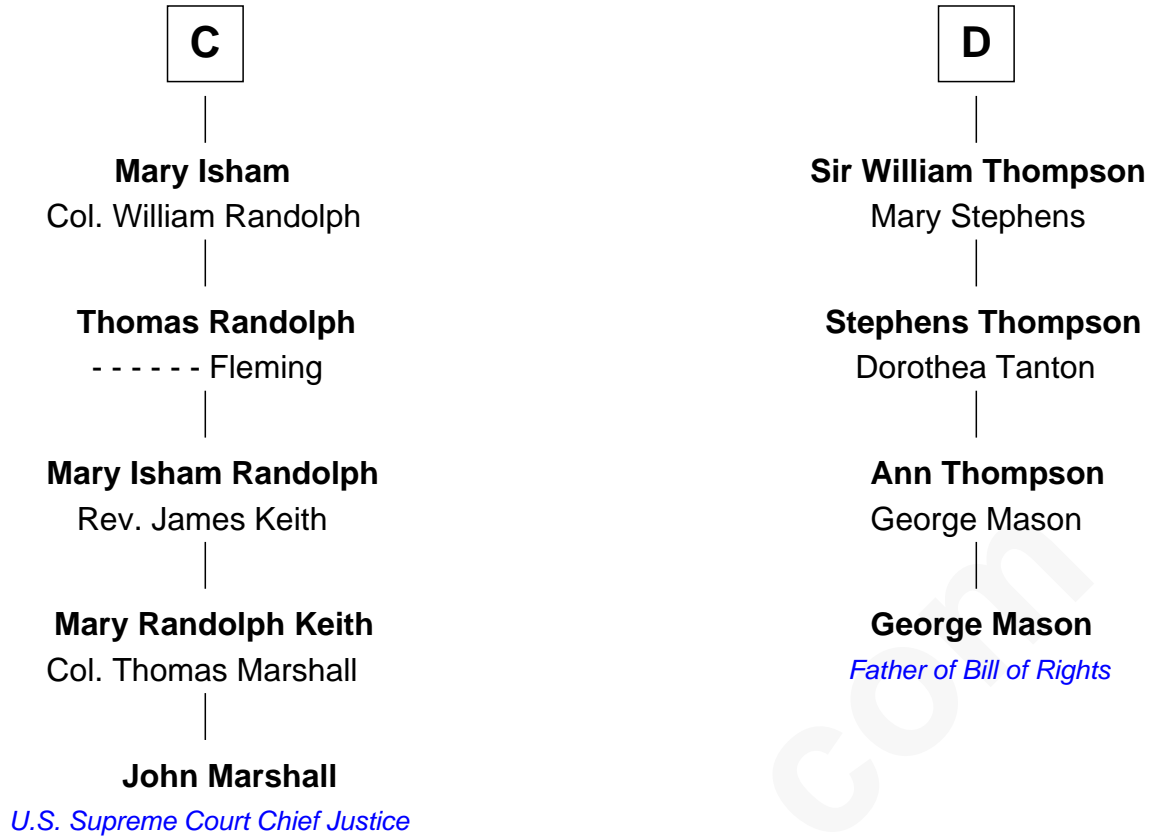 C
Mary Isham
Col. William Randolph
Thomas Randolph
- - - - - - Fleming
Mary Isham Randolph
Rev. James Keith
Mary Randolph Keith
Col. Thomas Marshall
John Marshall
U.S. Supreme Court Chief Justice
D
Sir William Thompson
Mary Stephens
Stephens Thompson
Dorothea Tanton
Ann Thompson
George Mason
George Mason
Father of Bill of Rights
com